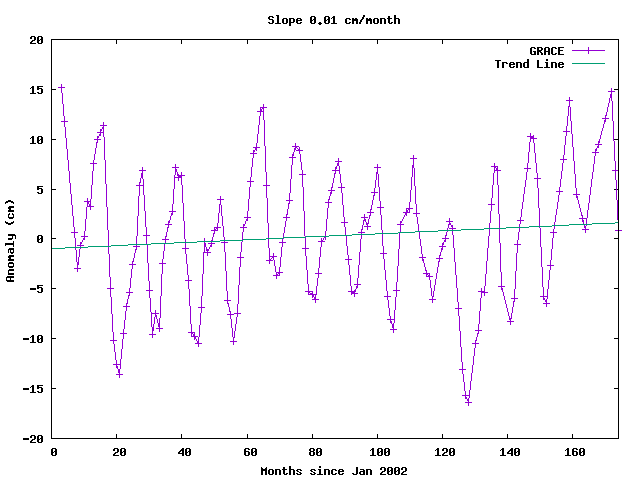 Slope 0.01 cm/month
GRACE
Trend Line
20
15
10
5
0
-5
-10
-15
-20
Anomaly (cm)
0 20 40 60 80 100 120 140 160
Months since Jan 2002